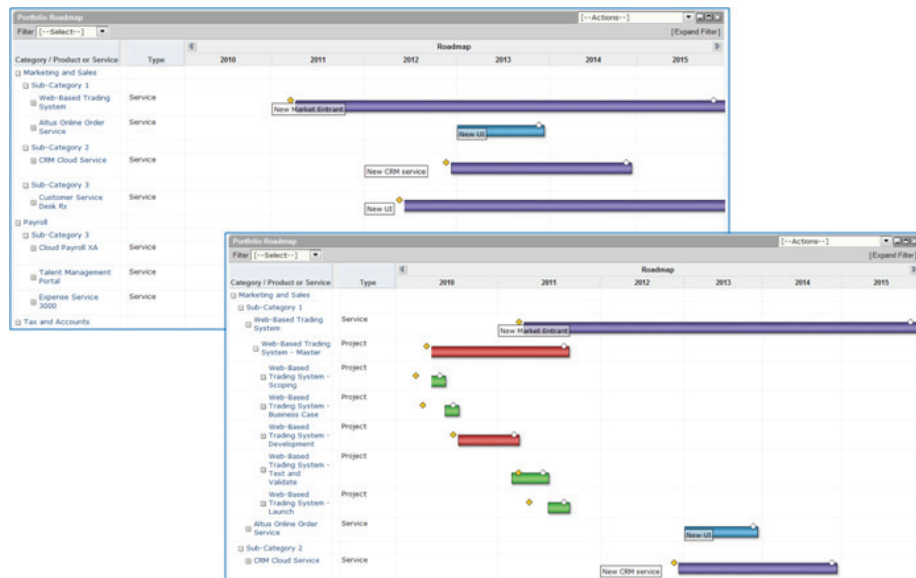 Portfolio Roadmap [--Actions--]
Filter [--Select--] [Expand Filter]
Roadmap
Category / Product or Service Type 2010 2011 2012 2013 2014 2015
Marketing and Sales
Sub-Category 1
Web-Based Trading System Service
New Market Entrant
Altus Online Order Service Service
New UI
Sub-Category 2
CRM Cloud Service Service
New CRM service
Sub-Category 3
Customer Service Desk Rx Service
New UI
Payroll
Sub-Category 3
Cloud Payroll XA Service
Talent Management Portal Service
Expense Service 3000 Service
Tax and Accounts
Portfolio Roadmap [--Actions--]
Filter [--Select--] [Expand Filter]
Roadmap
Category / Product or Service Type 2010 2011 2012 2013 2014 2015
Marketing and Sales
Sub-Category 1
Web-Based Trading System Service
New Market Entrant
Web-Based Trading System - Master Project
Web-Based Trading System - Scoping Project
Web-Based Trading System - Business Case Project
Web-Based Trading System - Development Project
Web-Based Trading System - Test and Validate Project
Web-Based Trading System - Launch Project
Altus Online Order Service Service
New UI
Sub-Category 2
CRM Cloud Service Service
New CRM service